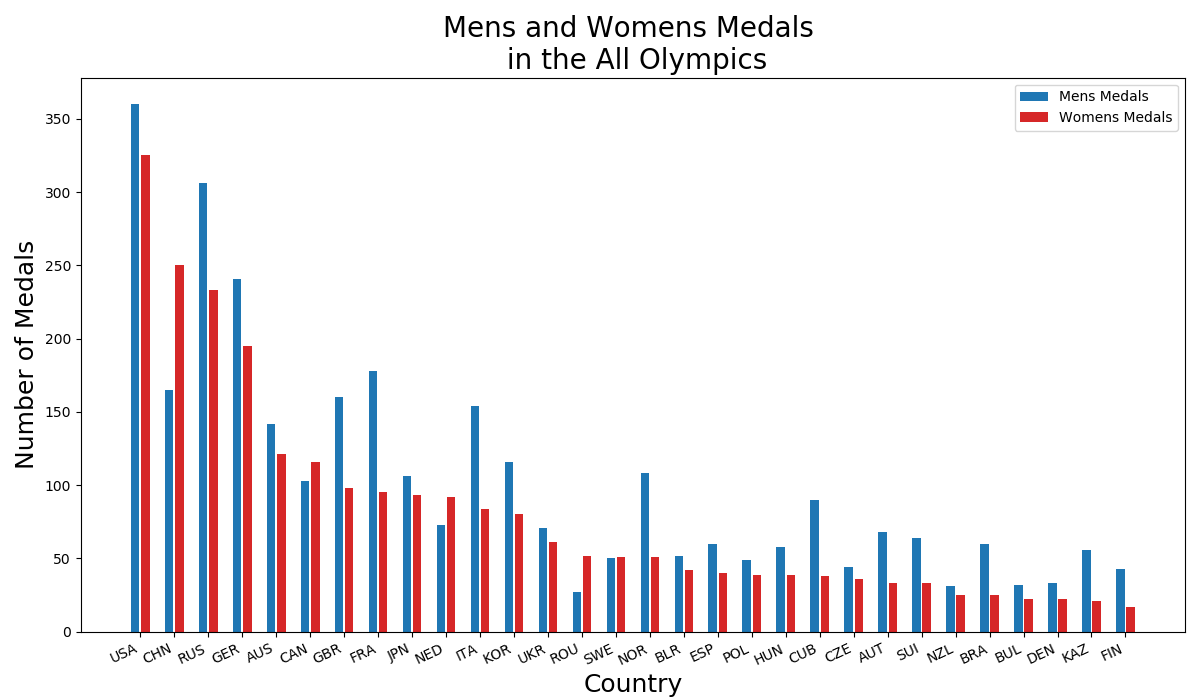 Mens and Womens Medals
in the All Olympics
Mens Medals
Womens Medals
Number of Medals
350
300
250
200
150
100
50
0
USA CHN RUS GER AUS CAN GBR FRA JPN NED ITA KOR UKR ROU SWE NOR BLR ESP POL HUN CUB CZE AUT SUI NZL BRA BUL DEN KAZ FIN
Country